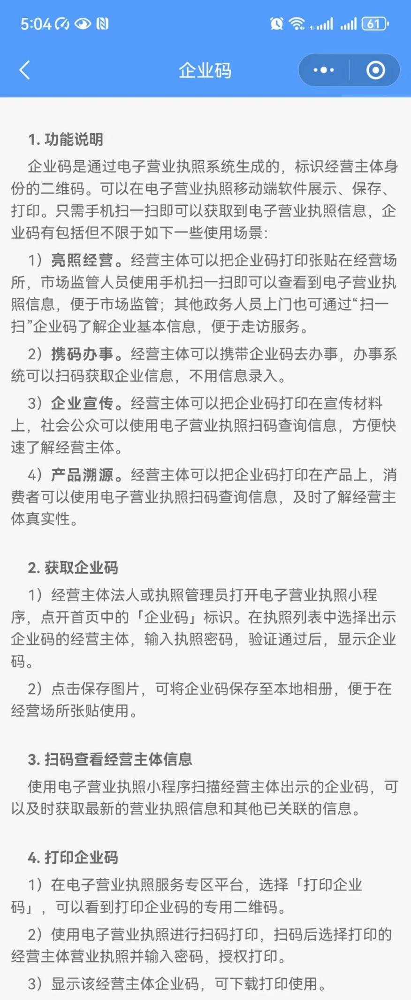 5:04
61
企业码
1. 功能说明
企业码是通过电子营业执照系统生成的，标识经营主体身
份的二维码。可以在电子营业执照移动端软件展示、保存、
打印。只需手机扫一扫即可以获取到电子营业执照信息，企
业码有包括但不限于如下一些使用场景：
1）亮照经营。经营主体可以把企业码打印张贴在经营场
所，市场监管人员使用手机扫一扫即可以查看到电子营业执
照信息，便于市场监管；其他政务人员上门也可通过“扫一
扫”企业码了解企业基本信息，便于走访服务。
2）携码办事。经营主体可以携带企业码去办事，办事系
统可以扫码获取企业信息，不用信息录入。
3）企业宣传。经营主体可以把企业码打印在宣传材料
上，社会公众可以使用电子营业执照扫码查询信息，方便快
速了解经营主体。
4）产品溯源。经营主体可以把企业码打印在产品上，消
费者可以使用电子营业执照扫码查询信息，及时了解经营主
体真实性。
2. 获取企业码
1）经营主体法人或执照管理员打开电子营业执照小程
序，点开首页中的「企业码」标识。在执照列表中选择出示
企业码的经营主体，输入执照密码，验证通过后，显示企业
码。
2）点击保存图片，可将企业码保存至本地相册，便于在
经营场所张贴使用。
3. 扫码查看经营主体信息
使用电子营业执照小程序扫描经营主体出示的企业码，可
以及时获取最新的营业执照信息和其他已关联的信息。
4. 打印企业码
1）在电子营业执照服务专区平台，选择「打印企业
码」，可以看到打印企业码的专用二维码。
2）使用电子营业执照进行扫码打印，扫码后选择打印的
经营主体营业执照并输入密码，授权打印。
3）显示该经营主体企业码，可下载打印使用。